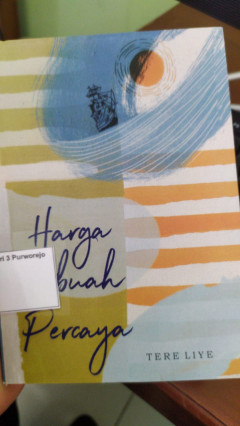 Harga
ri 3 Purworejo
buah
Percaya
TERE LIYE